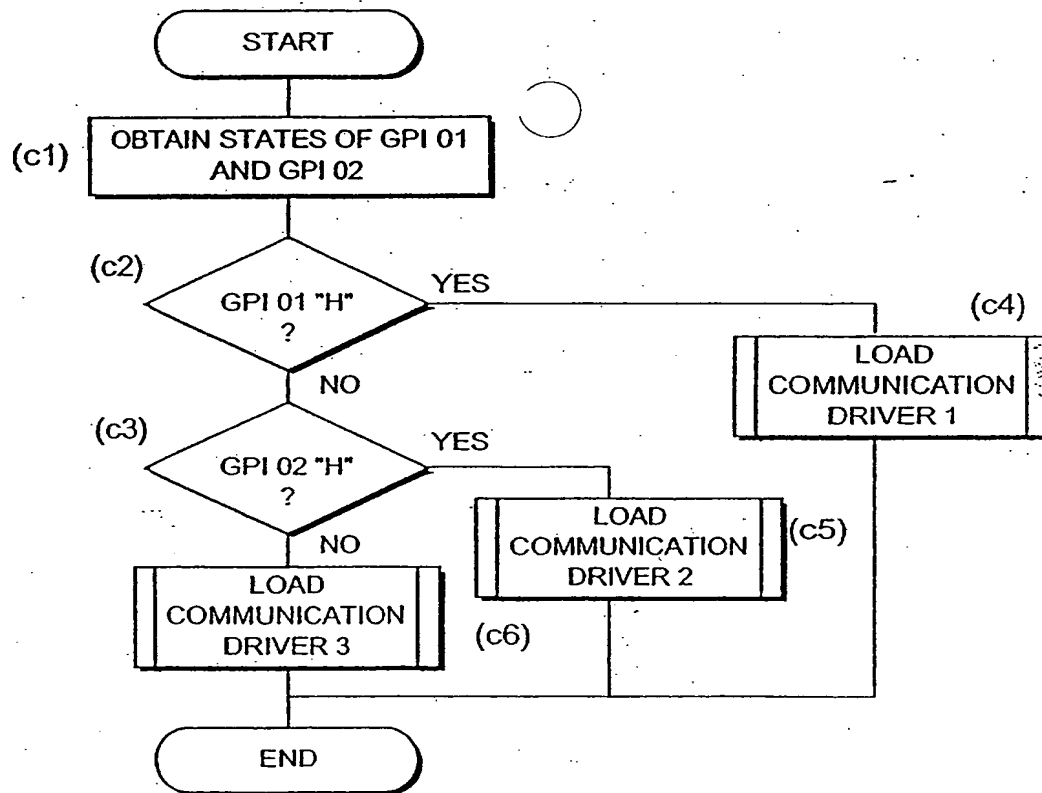 START
(c1)
OBTAIN STATES OF GPI 01
AND GPI 02
(c2)
GPI 01 "H"
?
YES
NO
(c4)
LOAD
COMMUNICATION
DRIVER 1
(c3)
GPI 02 "H"
?
YES
NO
LOAD
COMMUNICATION
DRIVER 2
(c5)
LOAD
COMMUNICATION
DRIVER 3
(c6)
END